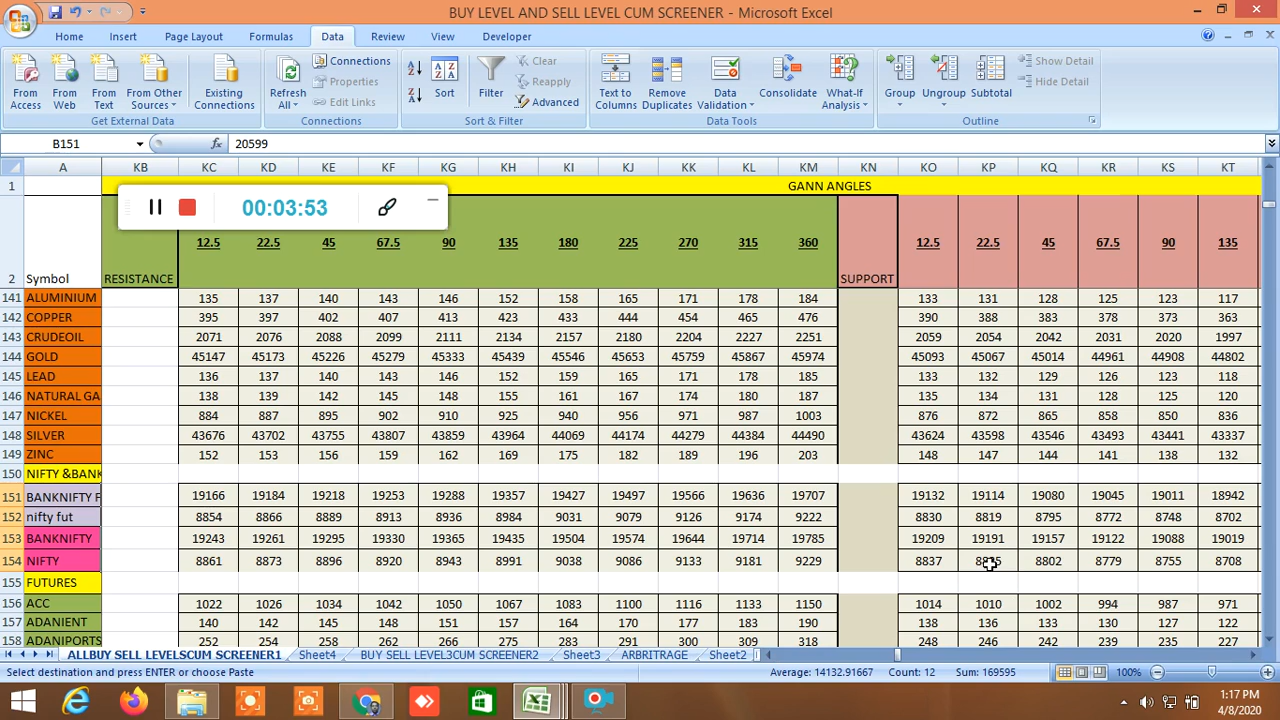 BUY LEVEL AND SELL LEVEL CUM SCREENER - Microsoft Excel
Home Insert Page Layout Formulas Data Review View Developer
From Access From Web From Text From Other Sources Existing Connections Refresh All Connections Properties Edit Links Sort Filter Clear Reapply Advanced Text to Columns Remove Duplicates Data Validation Consolidate What-If Analysis Group Ungroup Subtotal Show Detail Hide Detail
Get External Data Connections Sort & Filter Data Tools Outline
B151 fx 20599
A KB KC KD KE KF KG KH KI KJ KK KL KM KN KO KP KQ KR KS KT
1 GANN ANGLES
00:03:53
12.5 22.5 45 67.5 90 135 180 225 270 315 360 12.5 22.5 45 67.5 90 135
2 Symbol RESISTANCE SUPPORT
141 ALUMINIUM 135 137 140 143 146 152 158 165 171 178 184 133 131 128 125 123 117
142 COPPER 395 397 402 407 413 423 433 444 454 465 476 390 388 383 378 373 363
143 CRUDEOIL 2071 2076 2088 2099 2111 2134 2157 2180 2204 2227 2251 2059 2054 2042 2031 2020 1997
144 GOLD 45147 45173 45226 45279 45333 45439 45546 45653 45759 45867 45974 45093 45067 45014 44961 44908 44802
145 LEAD 136 137 140 143 146 152 159 165 171 178 185 133 132 129 126 123 118
146 NATURAL GA 138 139 142 145 148 155 161 167 174 180 187 135 134 131 128 125 120
147 NICKEL 884 887 895 902 910 925 940 956 971 987 1003 876 872 865 858 850 836
148 SILVER 43676 43702 43755 43807 43859 43964 44069 44174 44279 44384 44490 43624 43598 43546 43493 43441 43337
149 ZINC 152 153 156 159 162 169 175 182 189 196 203 148 147 144 141 138 132
150 NIFTY &BANK
151 BANKNIFTY F 19166 19184 19218 19253 19288 19357 19427 19497 19566 19636 19707 19132 19114 19080 19045 19011 18942
152 nifty fut 8854 8866 8889 8913 8936 8984 9031 9079 9126 9174 9222 8830 8819 8795 8772 8748 8702
153 BANKNIFTY 19243 19261 19295 19330 19365 19435 19504 19574 19644 19714 19785 19209 19191 19157 19122 19088 19019
154 NIFTY 8861 8873 8896 8920 8943 8991 9038 9086 9133 9181 9229 8837 8802 8779 8755 8708
155 FUTURES
156 ACC 1022 1026 1034 1042 1050 1067 1083 1100 1116 1133 1150 1014 1010 1002 994 987 971
157 ADANIENT 140 142 145 148 151 157 164 170 177 183 190 138 136 133 130 127 122
158 ADANIPORTS 252 254 258 262 266 275 283 291 300 309 318 248 246 242 239 235 227
ALLBUY SELL LEVELSCUM SCREENER1 Sheet4 BUY SELL LEVEL3CUM SCREENER2 Sheet3 ARBITRAGE Sheet2
Select destination and press ENTER or choose Paste Average: 14132.91667 Count: 12 Sum: 169595 100%
1:17 PM
4/8/2020